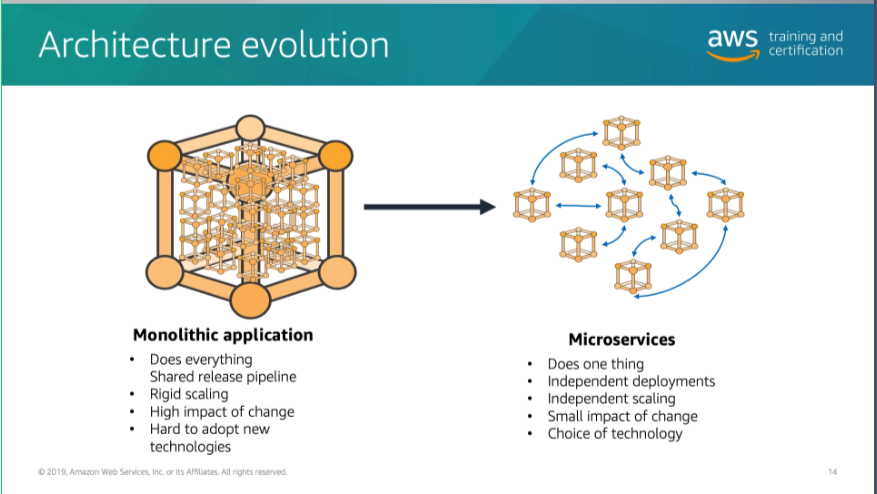 Architecture evolution
aws training and
certification
Monolithic application
• Does everything
Shared release pipeline
• Rigid scaling
• High impact of change
• Hard to adopt new
technologies
Microservices
• Does one thing
• Independent deployments
• Independent scaling
• Small impact of change
• Choice of technology
© 2019, Amazon Web Services, Inc. or its Affiliates. All rights reserved.
14